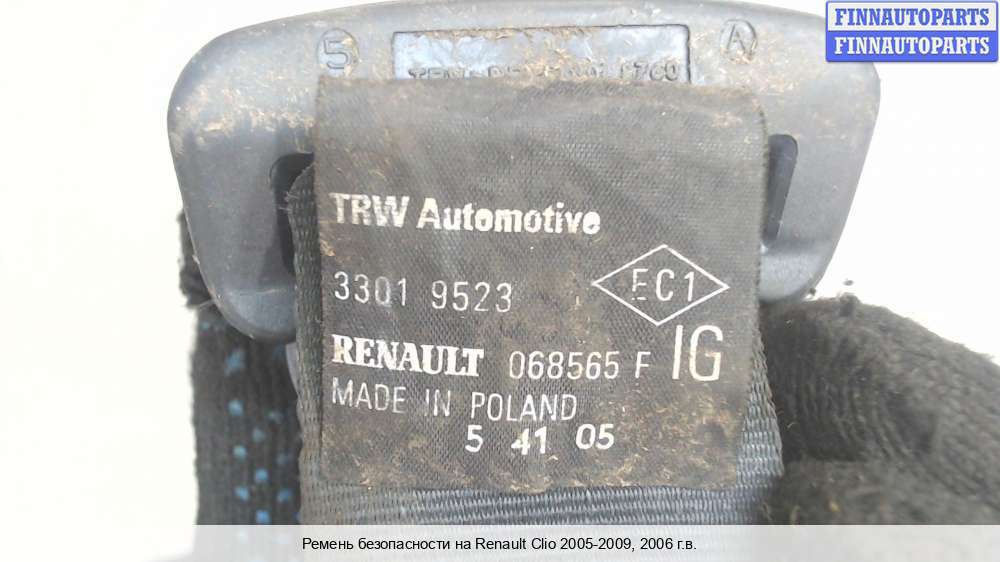 FINNAUTOPARTS
FINNAUTOPARTS
5
A
TRW Automotive
3301 9523
EC1
RENAULT 068565 F IG
MADE IN POLAND
5 41 05
Ремень безопасности на Renault Clio 2005-2009, 2006 г.в.